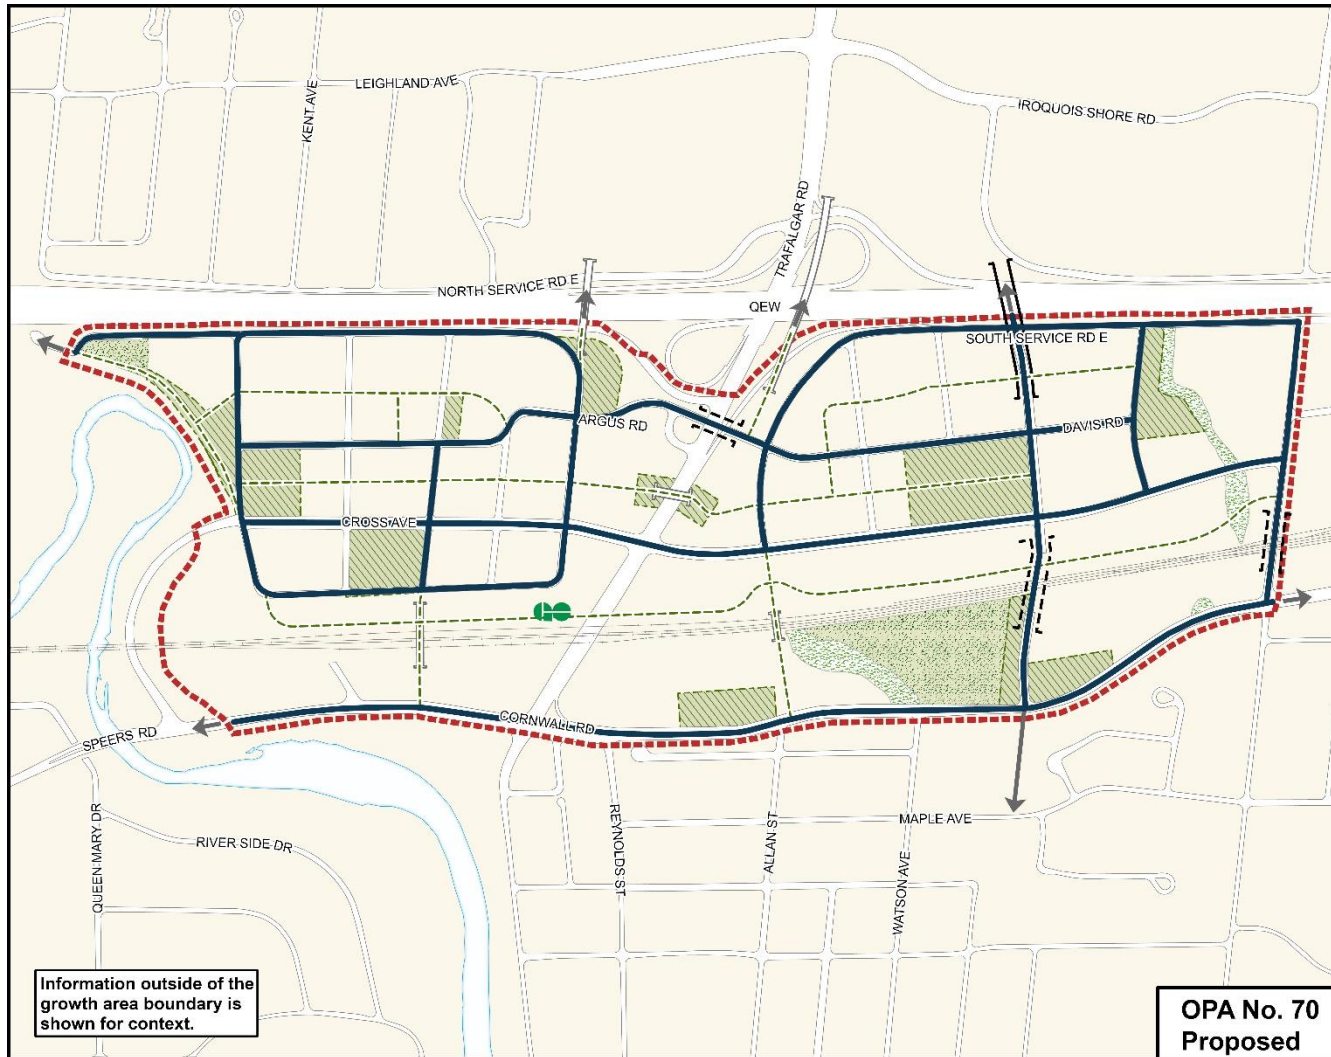 LEIGHLAND AVE
KENT AVE
IROQUOIS SHORE RD
TRAFALGAR RD
NORTH SERVICE RD E
QEW
SOUTH SERVICE RD E
ARGUS RD
DAVIS RD
CROSS AVE
GO
CORNWALL RD
SPEERS RD
QUEEN MARY DR
RIVER SIDE DR
REYNOLDS ST
ALLAN ST
WATSON AVE
MAPLE AVE
Information outside of the
growth area boundary is
shown for context.
OPA No. 70
Proposed